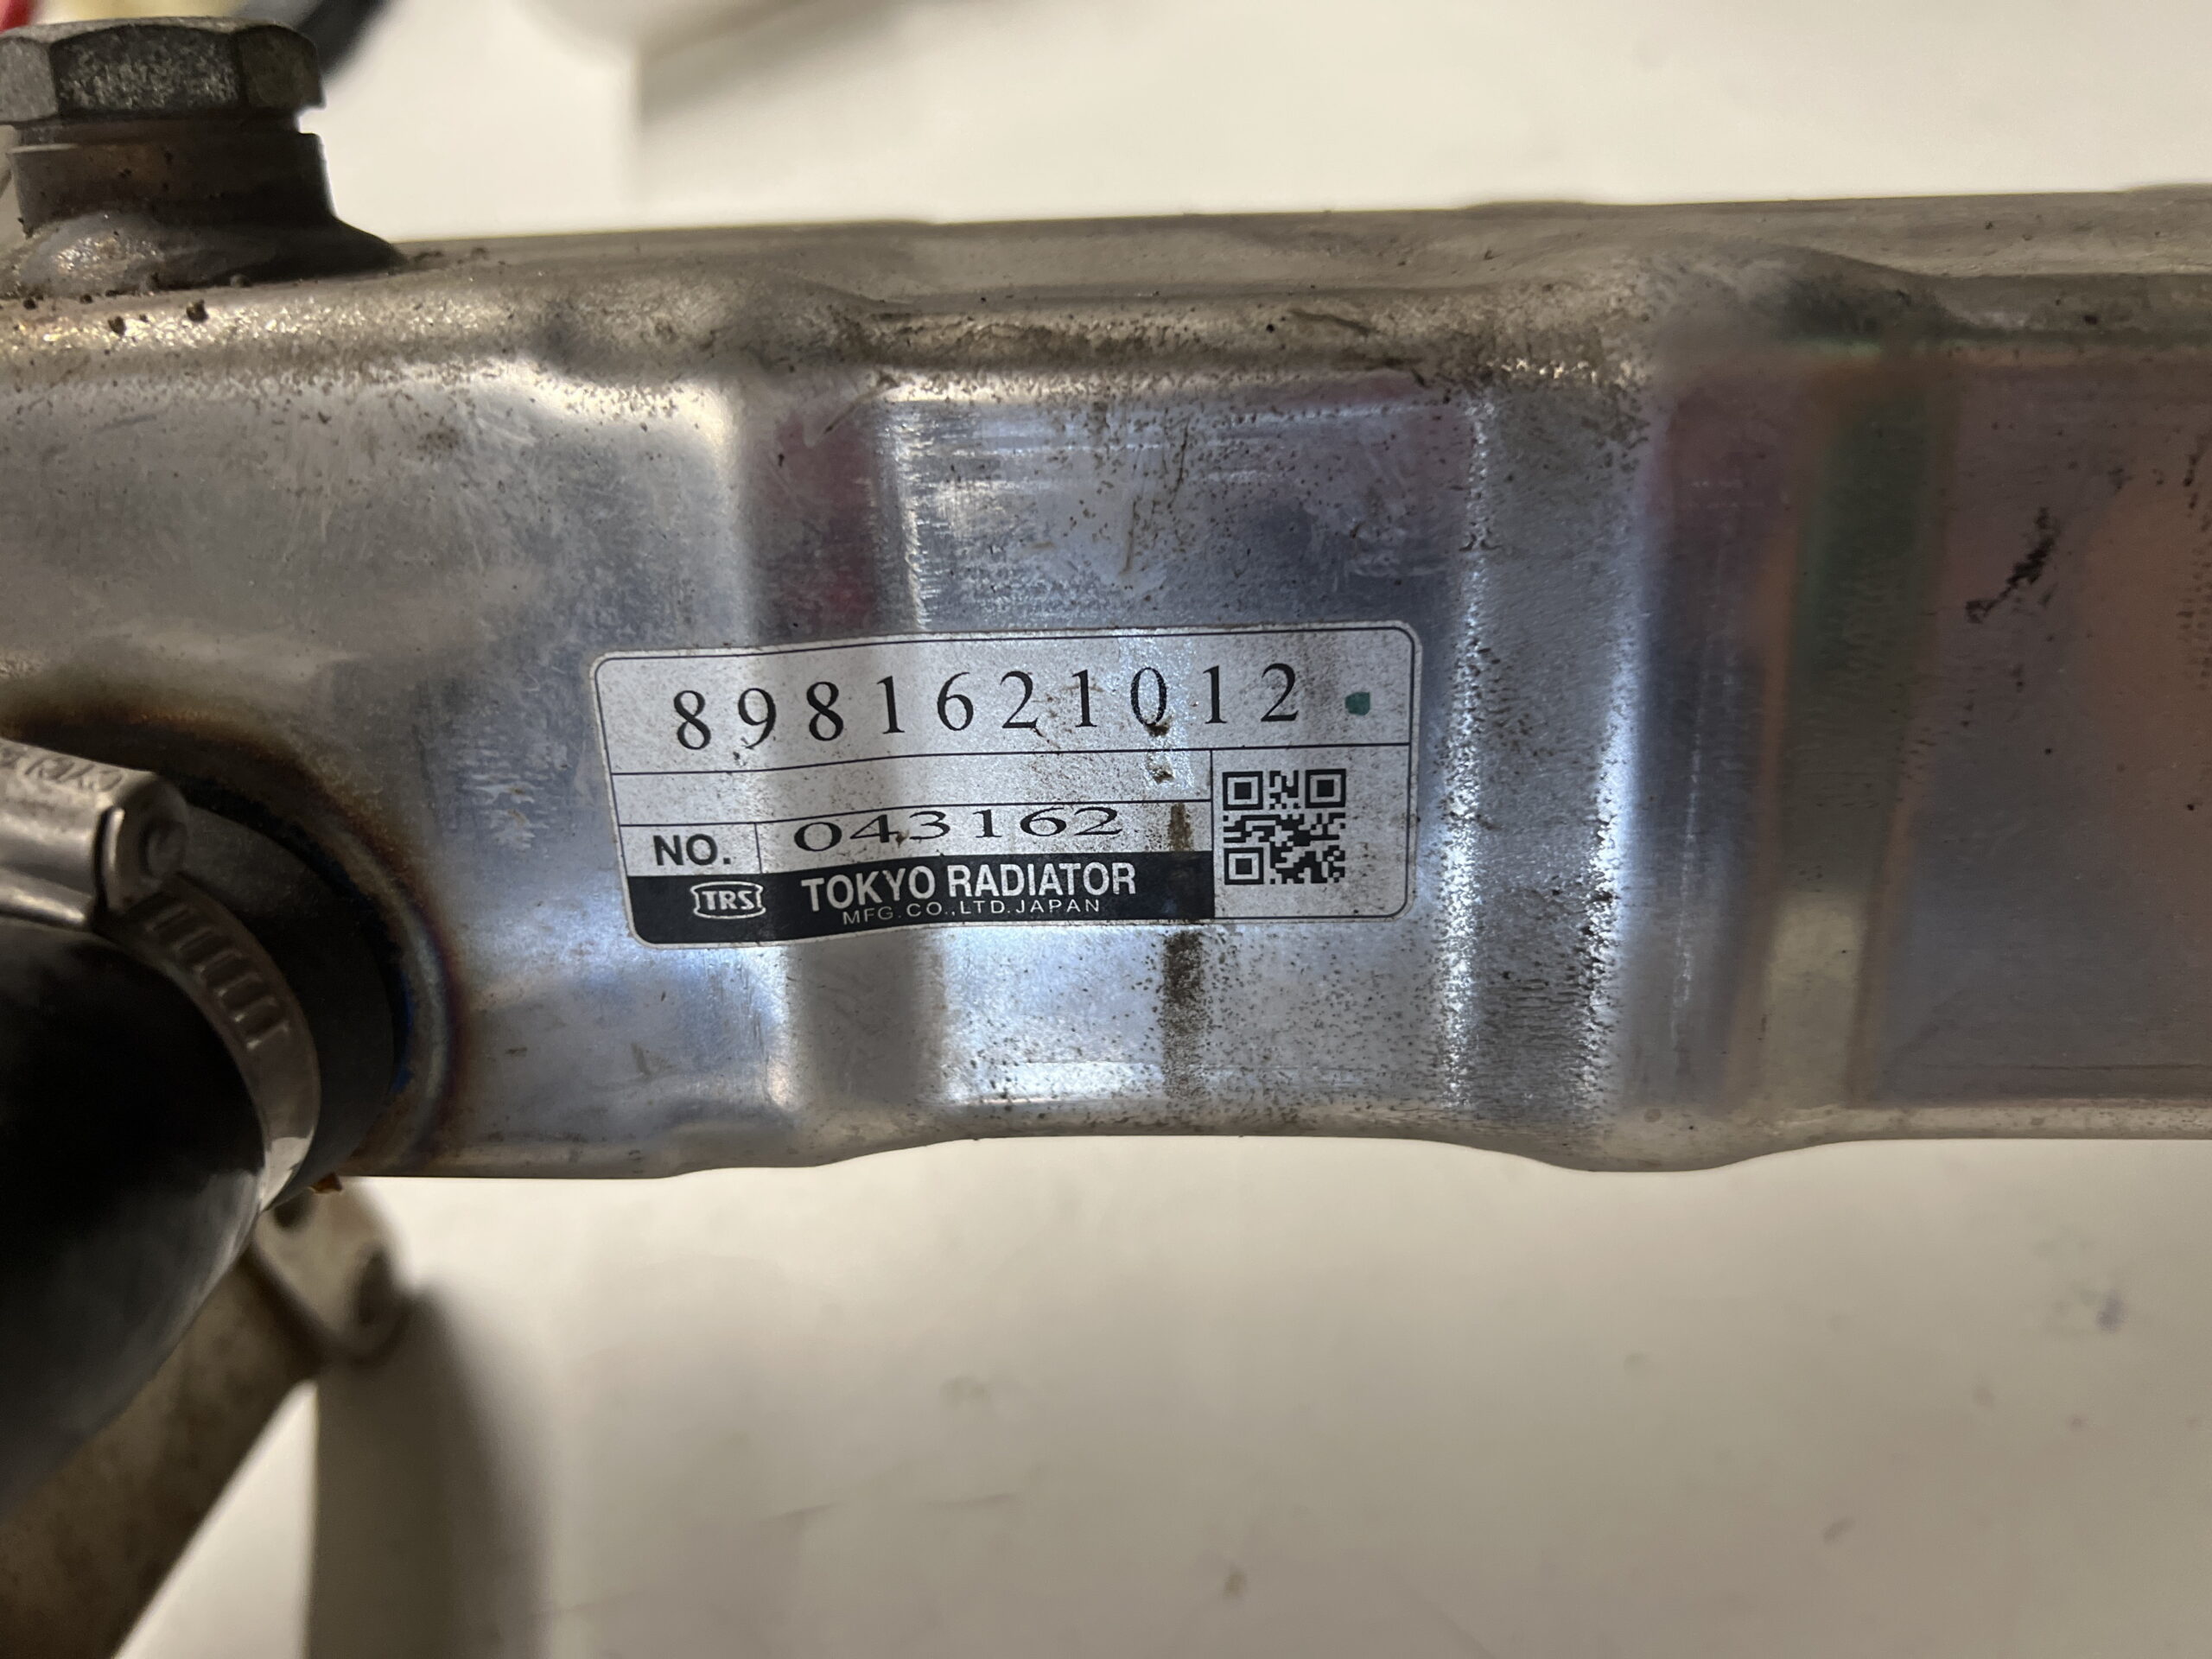 8981621012
NO. 043162
TRS TOKYO RADIATOR
MFG.CO.,LTD.JAPAN